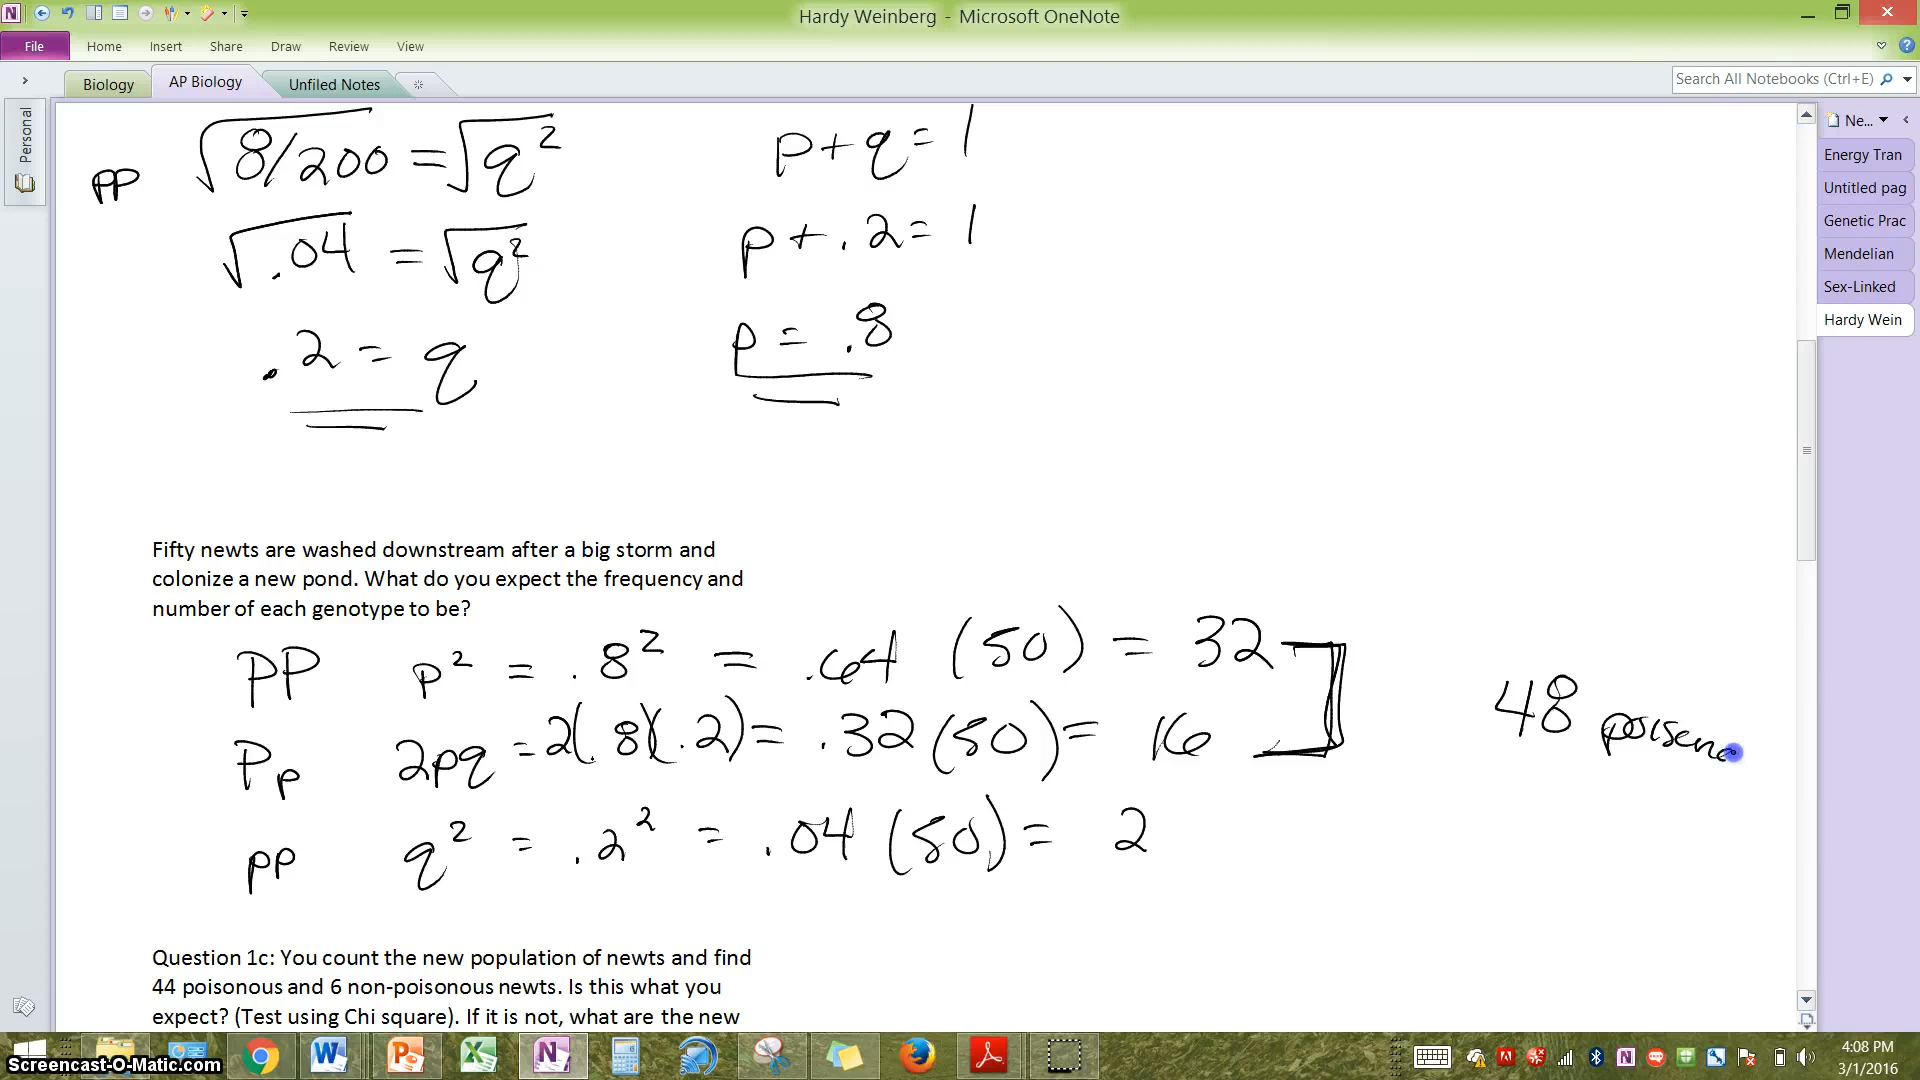 Hardy Weinberg - Microsoft OneNote
File Home Insert Share Draw Review View
Biology AP Biology Unfiled Notes
Search All Notebooks (Ctrl+E)
Personal
Ne...
Energy Tran
Untitled pag
Genetic Prac
Mendelian
Sex-Linked
Hardy Wein
pp √8/200 = √q²
√.04 = √q²
.2 = q
p + q = 1
p + .2 = 1
p = .8
Fifty newts are washed downstream after a big storm and
colonize a new pond. What do you expect the frequency and
number of each genotype to be?
PP p² = .8² = .64 (50) = 32
Pp 2pq = 2(.8)(.2) = .32 (50) = 16
pp q² = .2² = .04 (50) = 2
48 poisono
Question 1c: You count the new population of newts and find
44 poisonous and 6 non-poisonous newts. Is this what you
expect? (Test using Chi square). If it is not, what are the new
Screencast-O-Matic.com
4:08 PM
3/1/2016